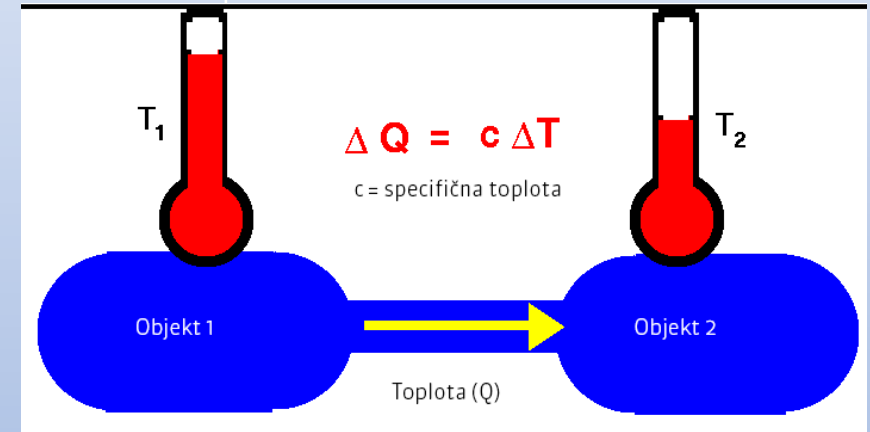 T₁
Δ Q = c ΔT
T₂
c = specifična toplota
Objekt 1
Objekt 2
Toplota (Q)